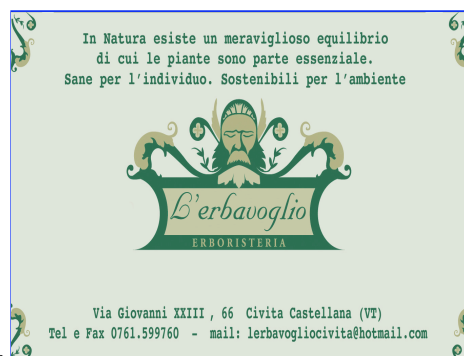 In Natura esiste un meraviglioso equilibrio
di cui le piante sono parte essenziale.
Sane per l'individuo. Sostenibili per l'ambiente
L'erbavoglio
ERBORISTERIA
Via Giovanni XXIII , 66 Civita Castellana (VT)
Tel e Fax 0761.599760 - mail: lerbavogliocivita@hotmail.com